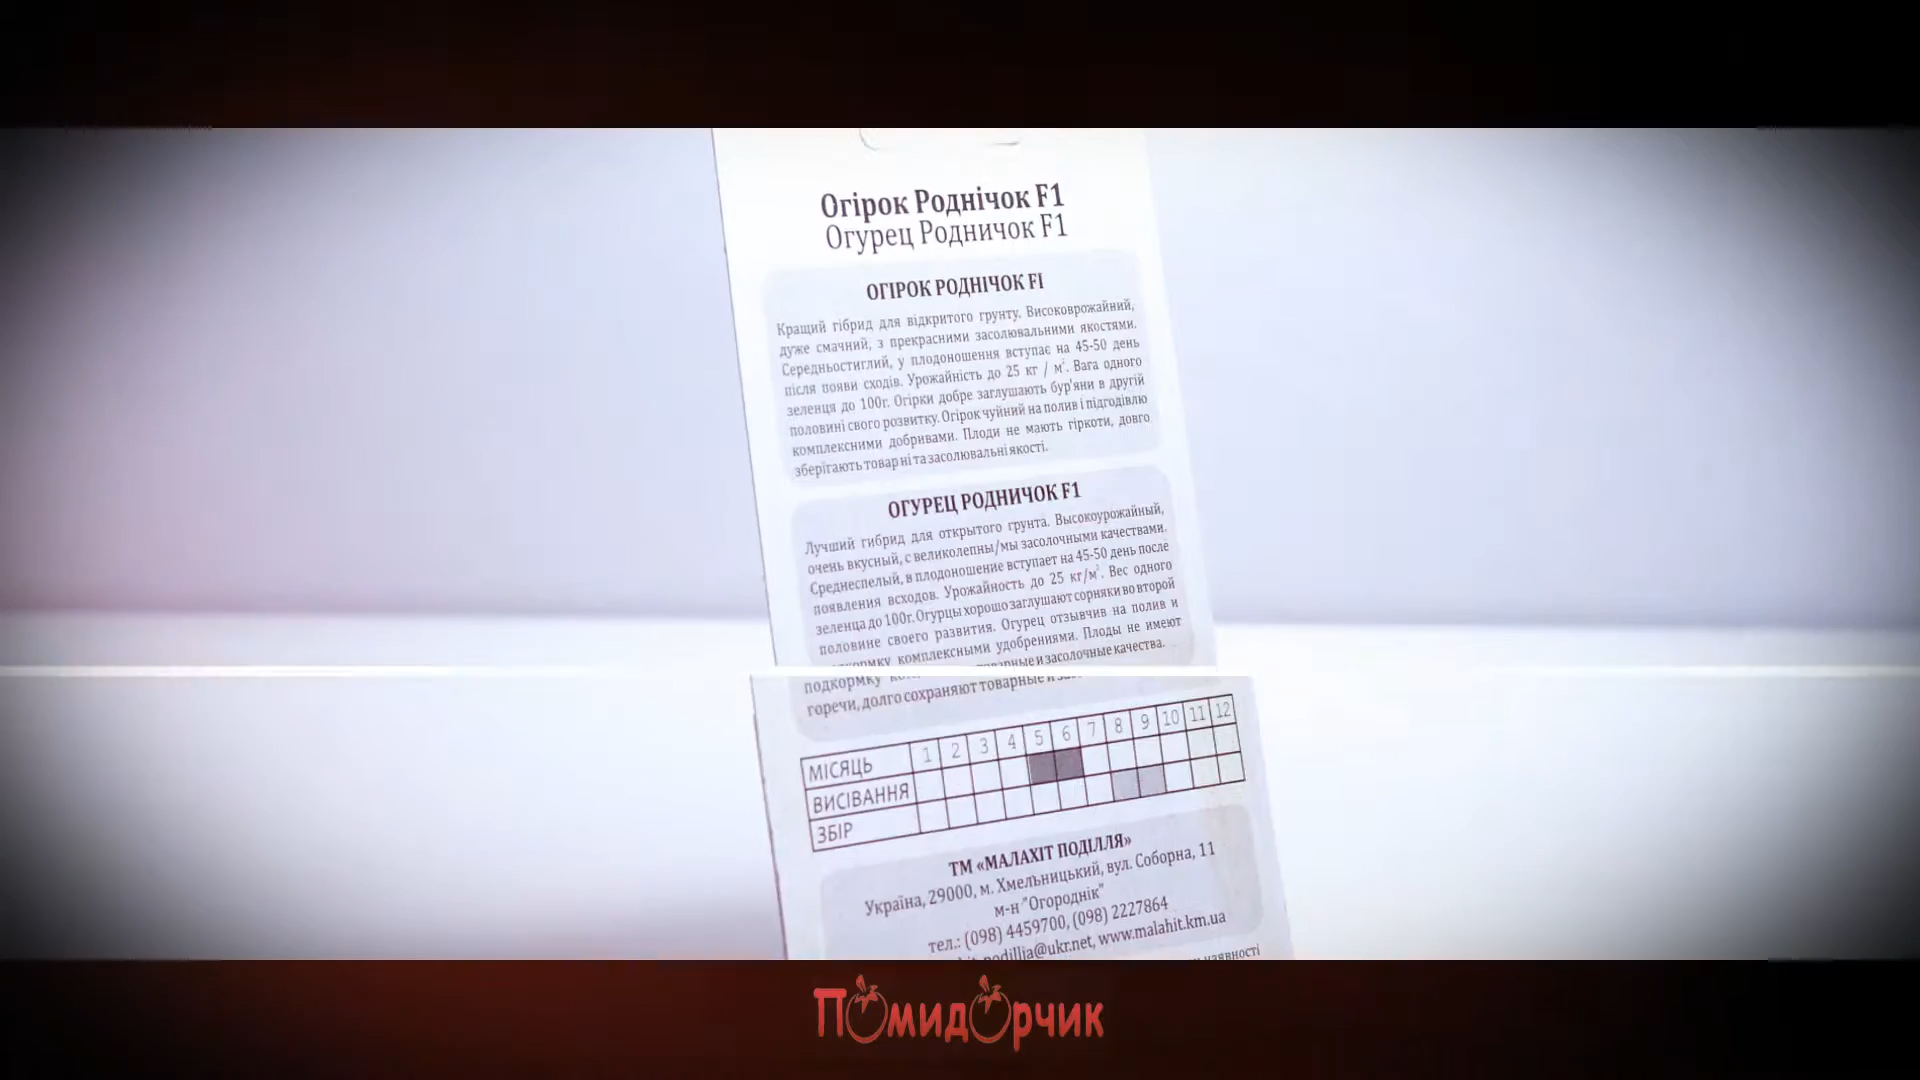 Огірок Роднічок F1
Огурец Родничок F1
ОГІРОК РОДНІЧОК FI
Кращий гібрид для відкритого грунту. Високоврожайний,
дуже смачний, з прекрасними засолювальними якостями.
Середньостиглий, у плодоношення вступає на 45-50 день
після появи сходів. Урожайність до 25 кг / м². Вага одного
зеленця до 100г. Огірки добре заглушають бур'яни в другій
половині свого розвитку. Огірок чуйний на полив і підгодівлю
комплексними добривами. Плоди не мають гіркоти, довго
зберігають товарні та засолювальні якості.
ОГУРЕЦ РОДНИЧОК F1
Лучший гибрид для открытого грунта. Высокоурожайный,
очень вкусный, с великолепны/мы засолочными качествами.
Среднеспелый, в плодоношение вступает на 45-50 день после
появления всходов. Урожайность до 25 кг/м². Вес одного
зеленца до 100г. Огурцы хорошо заглушают сорняки во второй
половине своего развития. Огурец отзывчив на полив и
подкормку комплексными удобрениями. Плоды не имеют
горечи, долго сохраняют товарные и засолочные качества.
МІСЯЦЬ 1 2 3 4 5 6 7 8 9 10 11 12
ВИСІВАННЯ
ЗБІР
ТМ «МАЛАХІТ ПОДІЛЛЯ»
Україна, 29000, м. Хмельницький, вул. Соборна, 11
м-н "Огороднік"
тел.: (098) 4459700, (098) 2227864
podillja@ukr.net, www.malahit.km.ua
наявності
Помидорчик